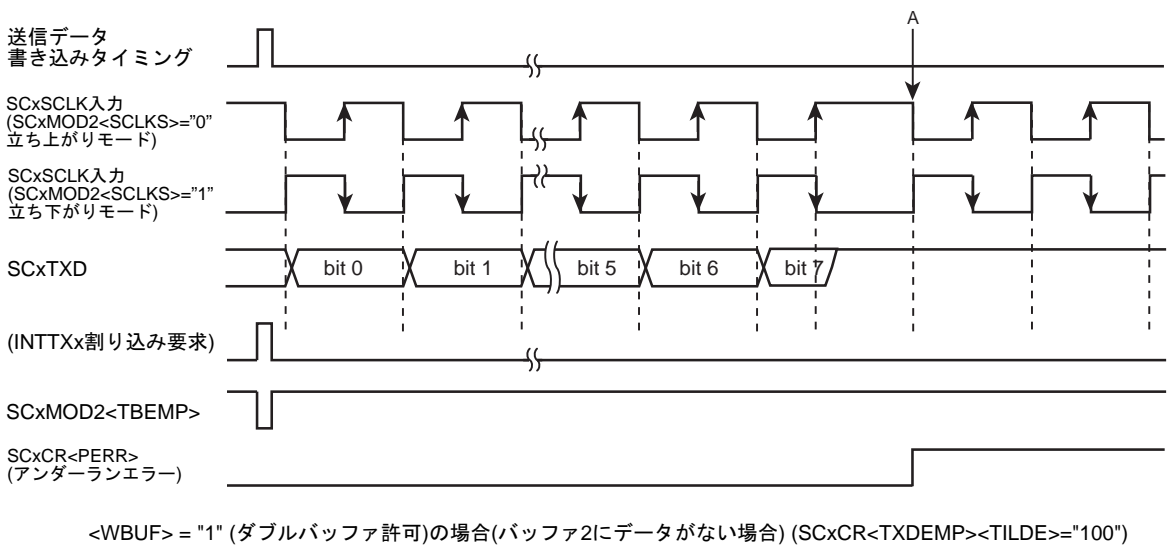 A
送信データ
書き込みタイミング
SCxSCLK入力
(SCxMOD2<SCLKS>="0"
立ち上がりモード)
SCxSCLK入力
(SCxMOD2<SCLKS>="1"
立ち下がりモード)
SCxTXD
bit 0 bit 1 bit 5 bit 6 bit 7
(INTTXx割り込み要求)
SCxMOD2<TBEMP>
SCxCR<PERR>
(アンダーランエラー)
<WBUF> = "1" (ダブルバッファ許可)の場合(バッファ2にデータがない場合) (SCxCR<TXDEMP><TILDE>="100")